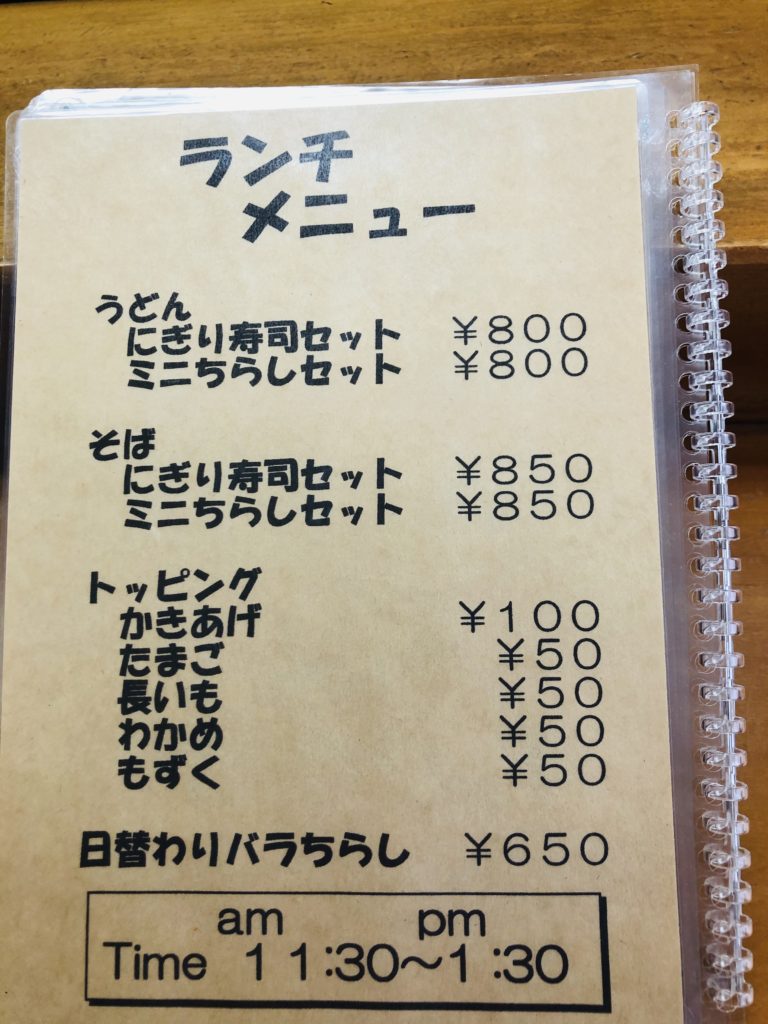 ランチ
メニュー
うどん
にぎり寿司セット ￥800
ミニちらしセット ￥800
そば
にぎり寿司セット ￥850
ミニちらしセット ￥850
トッピング
かきあげ ￥100
たまご ￥50
長いも ￥50
わかめ ￥50
もずく ￥50
日替わりバラちらし ￥650
am pm
Time 11:30～1:30